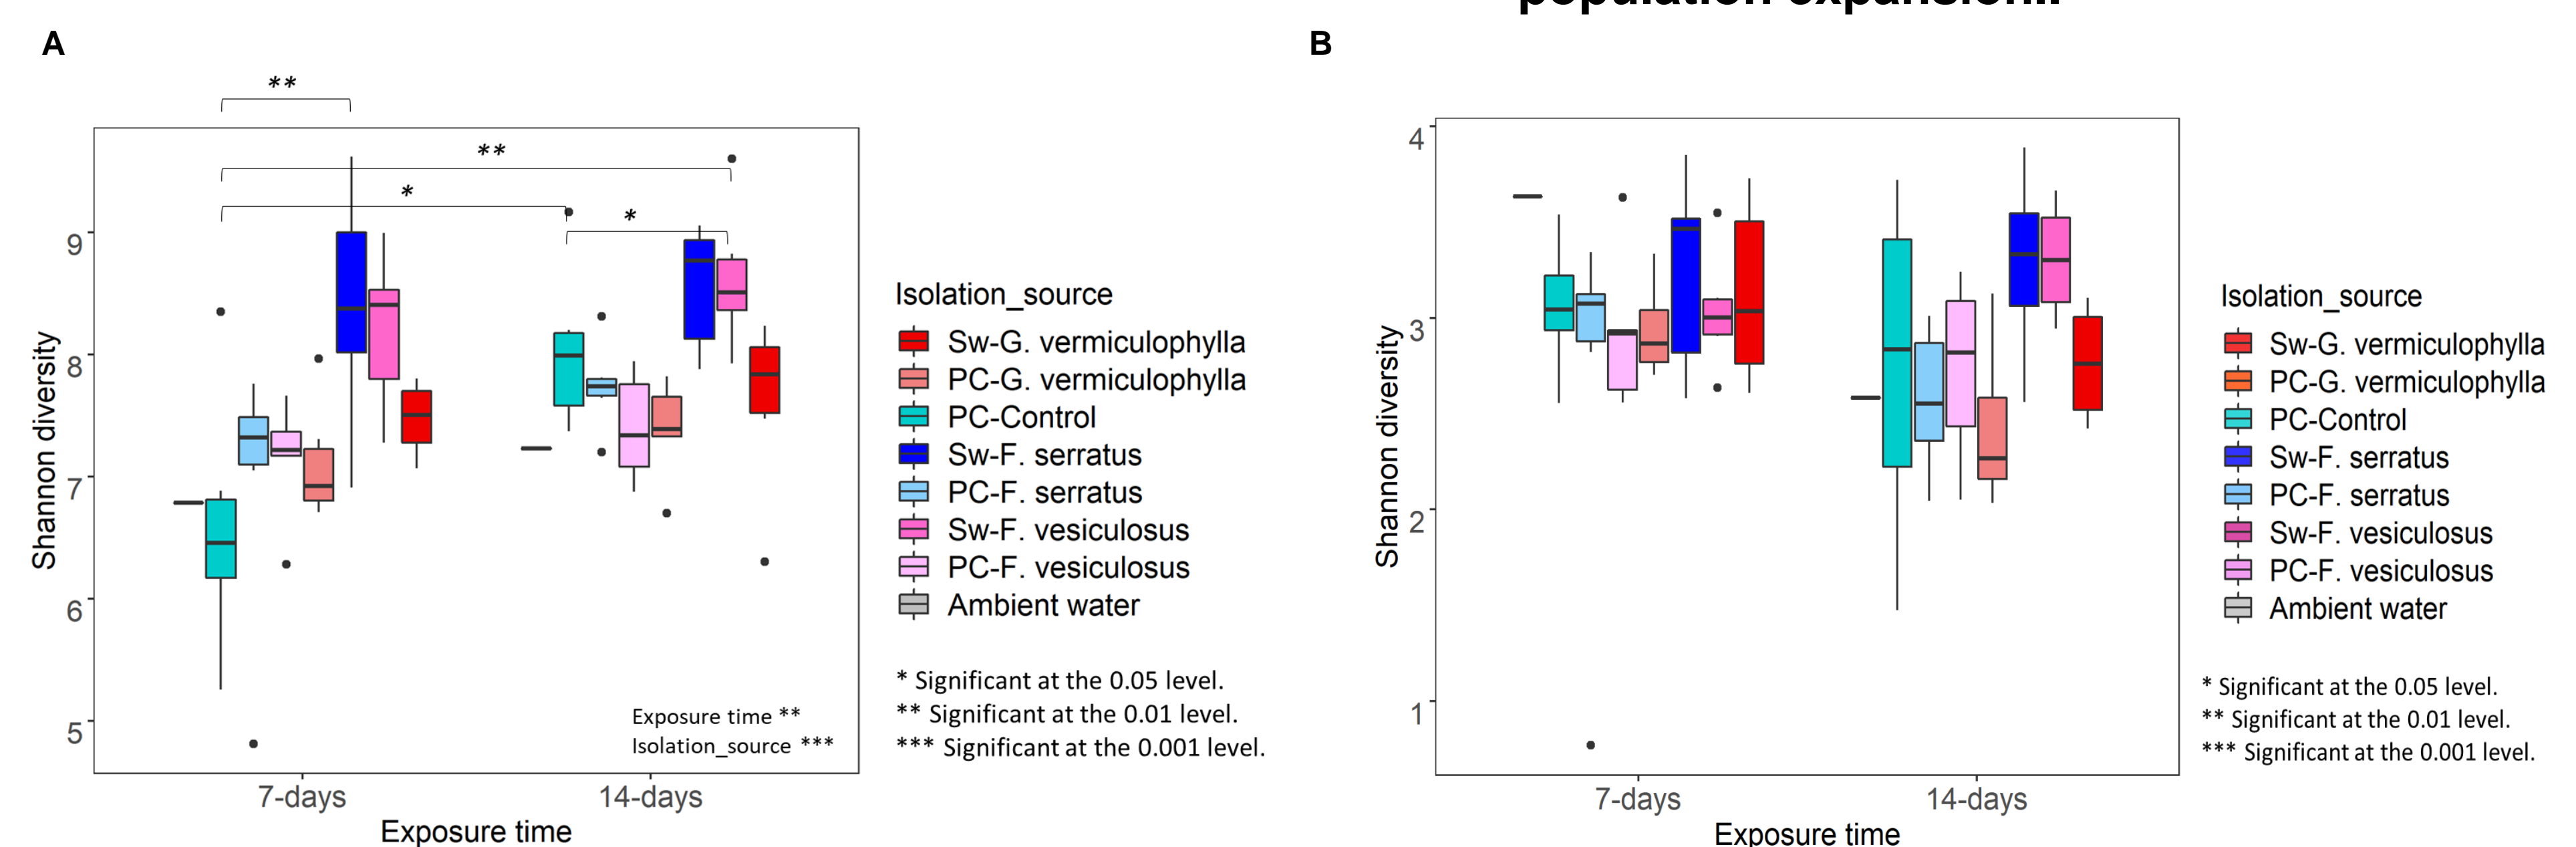 population expansion..
A
B
**
**
*
*
9
8
7
6
5
Shannon diversity
7-days
14-days
Exposure time
Exposure time **
Isolation_source ***
Isolation_source
Sw-G. vermiculophylla
PC-G. vermiculophylla
PC-Control
Sw-F. serratus
PC-F. serratus
Sw-F. vesiculosus
PC-F. vesiculosus
Ambient water
* Significant at the 0.05 level.
** Significant at the 0.01 level.
*** Significant at the 0.001 level.
4
3
2
1
Shannon diversity
7-days
14-days
Exposure time
Isolation_source
Sw-G. vermiculophylla
PC-G. vermiculophylla
PC-Control
Sw-F. serratus
PC-F. serratus
Sw-F. vesiculosus
PC-F. vesiculosus
Ambient water
* Significant at the 0.05 level.
** Significant at the 0.01 level.
*** Significant at the 0.001 level.